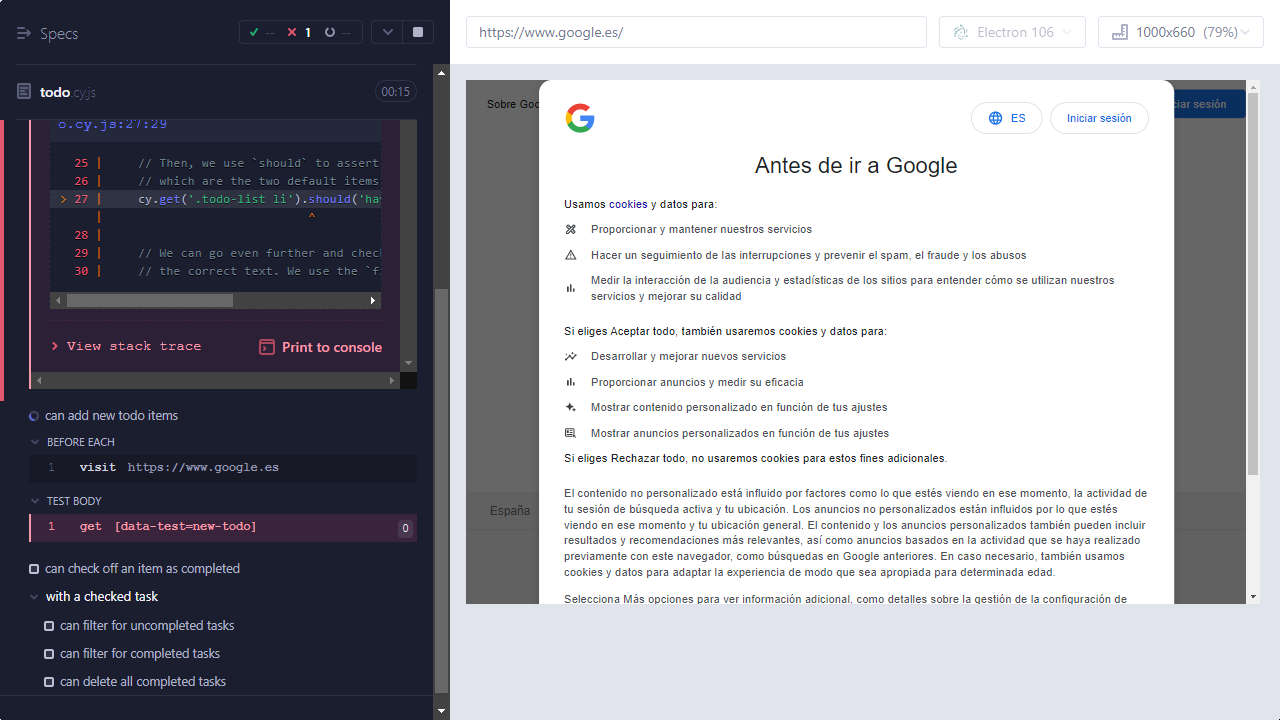 Specs
-- 1 --
todo.cy.js
00:15
o.cy.js:27:29
25 | // Then, we use `should` to assert
26 | // which are the two default items
> 27 | cy.get('.todo-list li').should('hav
| ^
28 |
29 | // We can go even further and chec
30 | // the correct text. We use the `f
> View stack trace
Print to console
can add new todo items
BEFORE EACH
1 visit https://www.google.es
TEST BODY
1 get [data-test=new-todo] 0
can check off an item as completed
with a checked task
can filter for uncompleted tasks
can filter for completed tasks
can delete all completed tasks
https://www.google.es/
Electron 106
1000x660 (79%)
Sobre Goo
ciar sesión
ES
Iniciar sesión
Antes de ir a Google
Usamos cookies y datos para:
Proporcionar y mantener nuestros servicios
Hacer un seguimiento de las interrupciones y prevenir el spam, el fraude y los abusos
Medir la interacción de la audiencia y estadísticas de los sitios para entender cómo se utilizan nuestros
servicios y mejorar su calidad
Si eliges Aceptar todo, también usaremos cookies y datos para:
Desarrollar y mejorar nuevos servicios
Proporcionar anuncios y medir su eficacia
Mostrar contenido personalizado en función de tus ajustes
Mostrar anuncios personalizados en función de tus ajustes
Si eliges Rechazar todo, no usaremos cookies para estos fines adicionales.
España
El contenido no personalizado está influido por factores como lo que estés viendo en ese momento, la actividad de
tu sesión de búsqueda activa y tu ubicación. Los anuncios no personalizados están influidos por lo que estés
viendo en ese momento y tu ubicación general. El contenido y los anuncios personalizados también pueden incluir
resultados y recomendaciones más relevantes, así como anuncios basados en la actividad que se haya realizado
previamente con este navegador, como búsquedas en Google anteriores. En caso necesario, también usamos
cookies y datos para adaptar la experiencia de modo que sea apropiada para determinada edad.
Selecciona Más opciones para ver información adicional, como detalles sobre la gestión de la configuración de